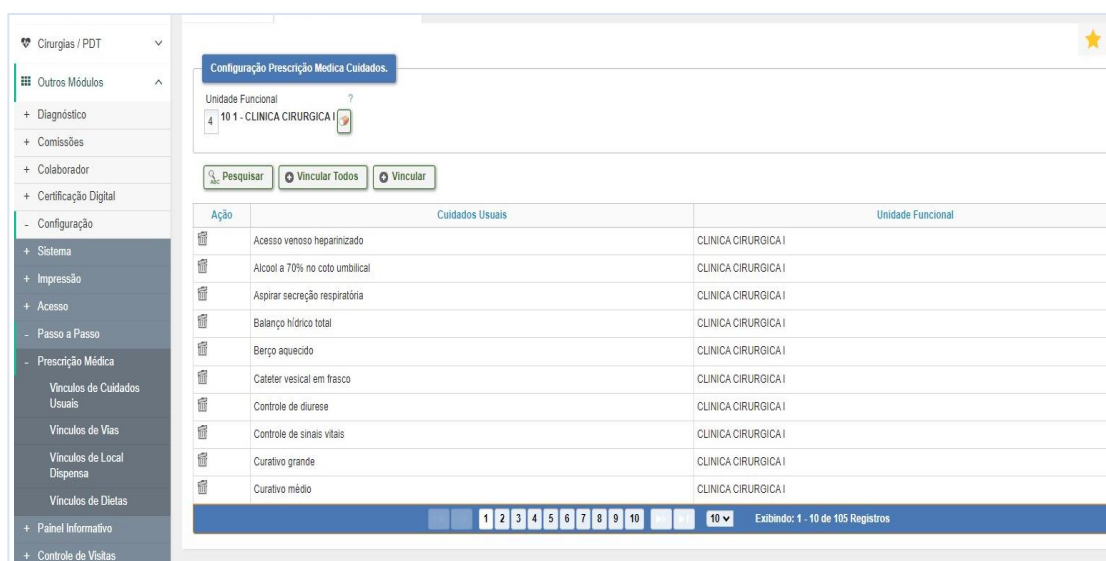 Cirurgias / PDT
Outros Módulos
+ Diagnóstico
+ Comissões
+ Colaborador
+ Certificação Digital
- Configuração
+ Sistema
+ Impressão
+ Acesso
- Passo a Passo
- Prescrição Médica
Vínculos de Cuidados
Usuais
Vínculos de Vias
Vínculos de Local
Dispensa
Vínculos de Dietas
+ Painel Informativo
+ Controle de Visitas
Configuração Prescrição Medica Cuidados.
Unidade Funcional ?
4 10 1 - CLINICA CIRURGICA I
Pesquisar Vincular Todos Vincular
Ação Cuidados Usuais Unidade Funcional
Acesso venoso heparinizado CLINICA CIRURGICA I
Alcool a 70% no coto umbilical CLINICA CIRURGICA I
Aspirar secreção respiratória CLINICA CIRURGICA I
Balanço hídrico total CLINICA CIRURGICA I
Berço aquecido CLINICA CIRURGICA I
Cateter vesical em frasco CLINICA CIRURGICA I
Controle de diurese CLINICA CIRURGICA I
Controle de sinais vitais CLINICA CIRURGICA I
Curativo grande CLINICA CIRURGICA I
Curativo médio CLINICA CIRURGICA I
1 2 3 4 5 6 7 8 9 10 10 Exibindo: 1 - 10 de 105 Registros